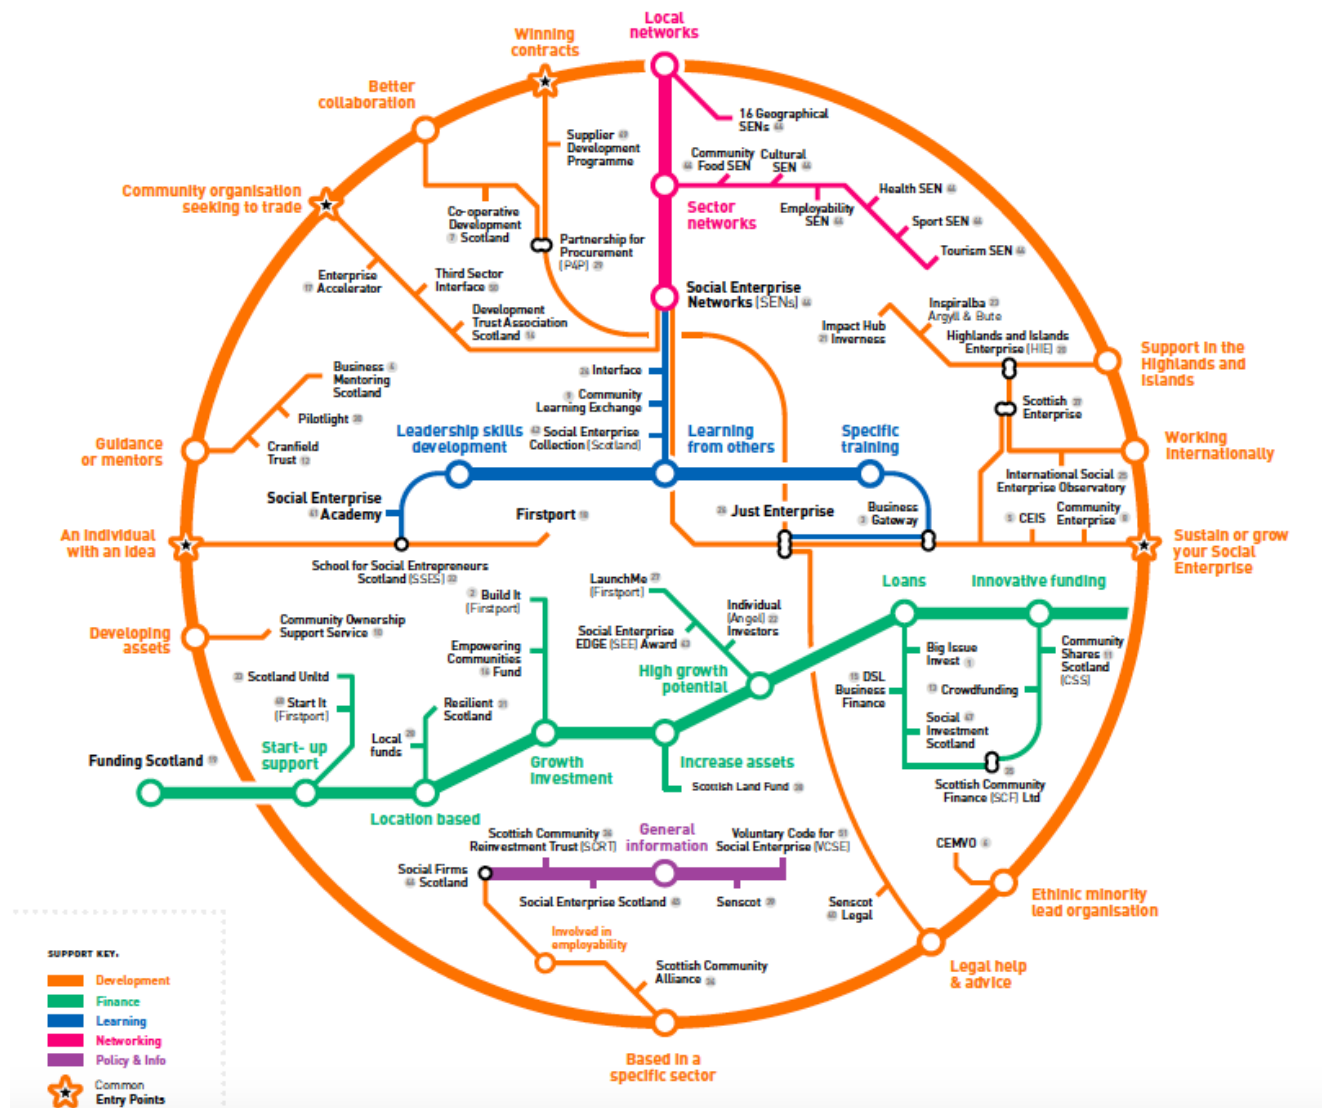 Local
networks
Winning
contracts
Better
collaboration
16 Geographical
SENs
Supplier
Development
Programme
Community
Food SEN
Cultural
SEN
Community organisation
seeking to trade
Health SEN
Co-operative
Development
Scotland
Sector
networks
Employability
SEN
Sport SEN
Partnership for
Procurement
(P4P)
Tourism SEN
Enterprise
Accelerator
Third Sector
Interface
Social Enterprise
Networks (SENs)
Development
Trust Association
Scotland
Inspiralba
Argyll & Bute
Impact Hub
Inverness
Highlands and Islands
Enterprise (HIE)
Support in the
Highlands and
Islands
Business
Mentoring
Scotland
Interface
Community
Learning Exchange
Scottish
Enterprise
Pilotlight
Guidance
or mentors
Cranfield
Trust
Leadership skills
development
Social Enterprise
Collection (Scotland)
Learning
from others
Specific
training
Working
Internationally
International Social
Enterprise Observatory
Social Enterprise
Academy
Firstport
Just Enterprise
Business
Gateway
CEIS
Community
Enterprise
An individual
with an idea
Sustain or grow
your Social
Enterprise
School for Social Entrepreneurs
Scotland (SSES)
LaunchMe
(Firstport)
Loans
Innovative funding
Build It
(Firstport)
Individual
(Angel)
Investors
Developing
assets
Community Ownership
Support Service
Social Enterprise
EDGE (SEE) Award
Empowering
Communities
Fund
High growth
potential
Big Issue
Invest
Community
Shares
Scotland
(CSS)
Scotland Unltd
Start It
(Firstport)
DSL
Business
Finance
Crowdfunding
Resilient
Scotland
Local
funds
Social
Investment
Scotland
Funding Scotland
Start- up
support
Growth
investment
Increase assets
Scottish Land Fund
Scottish Community
Finance (SCF) Ltd
Location based
Scottish Community
Reinvestment Trust (SCRT)
General
information
Voluntary Code for
Social Enterprise (VCSE)
CEMVO
Social Firms
Scotland
Social Enterprise Scotland
Senscot
Senscot
Legal
Ethinic minority
lead organisation
Involved in
employability
Scottish Community
Alliance
Legal help
& advice
Based in a
specific sector
SUPPORT KEY.
Development
Finance
Learning
Networking
Policy & Info
Common
Entry Points